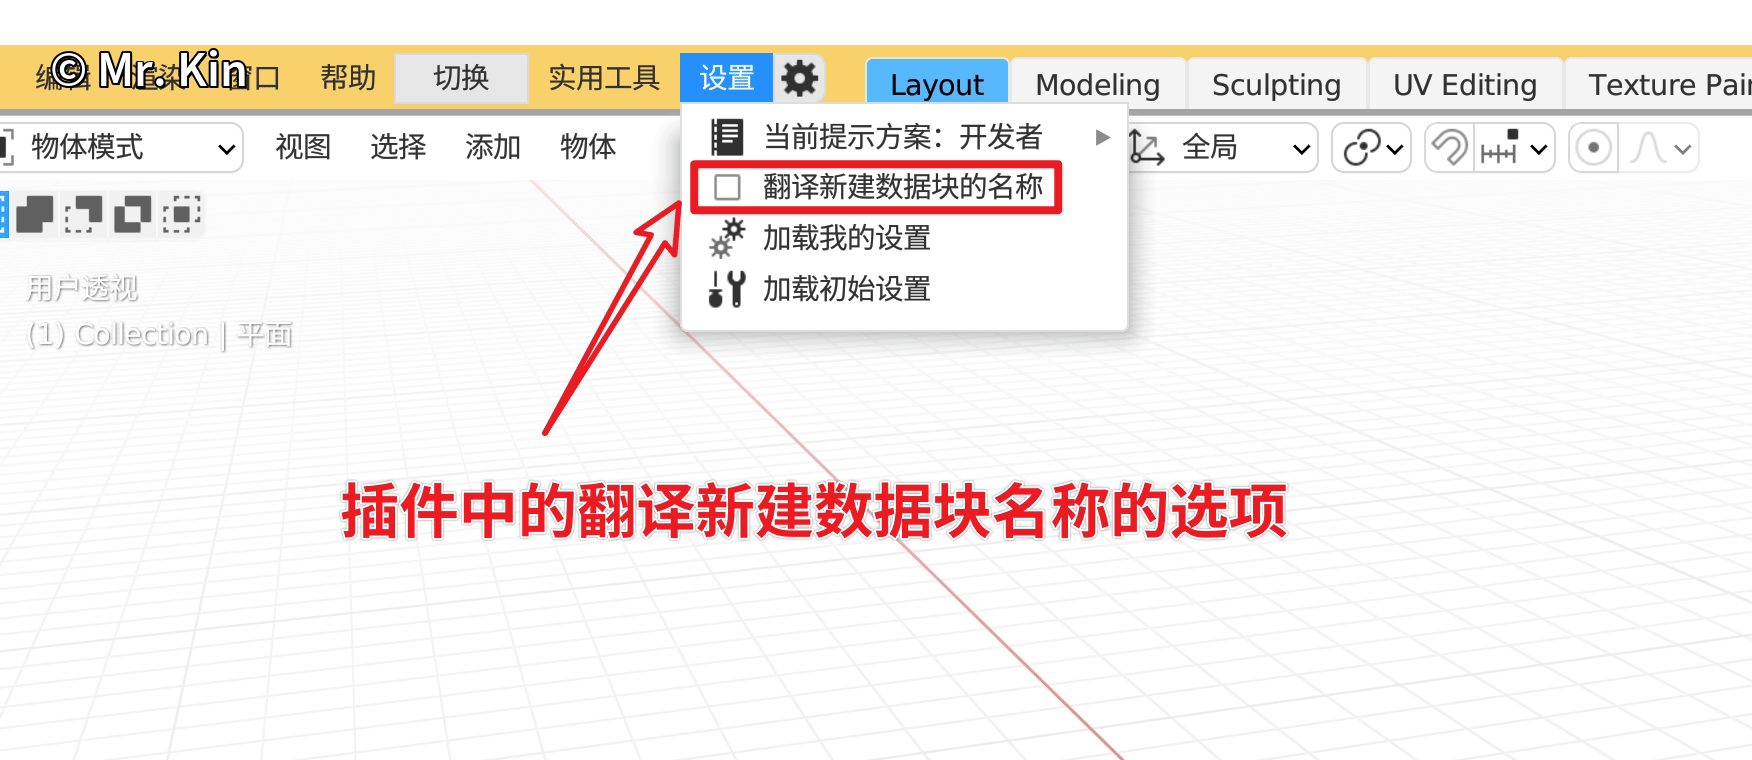 © Mr. Kin
编辑 渲染 窗口 帮助 切换 实用工具 设置 Layout Modeling Sculpting UV Editing Texture Pain
物体模式 视图 选择 添加 物体 全局
当前提示方案：开发者
翻译新建数据块的名称
加载我的设置
加载初始设置
用户透视
(1) Collection | 平面
插件中的翻译新建数据块名称的选项